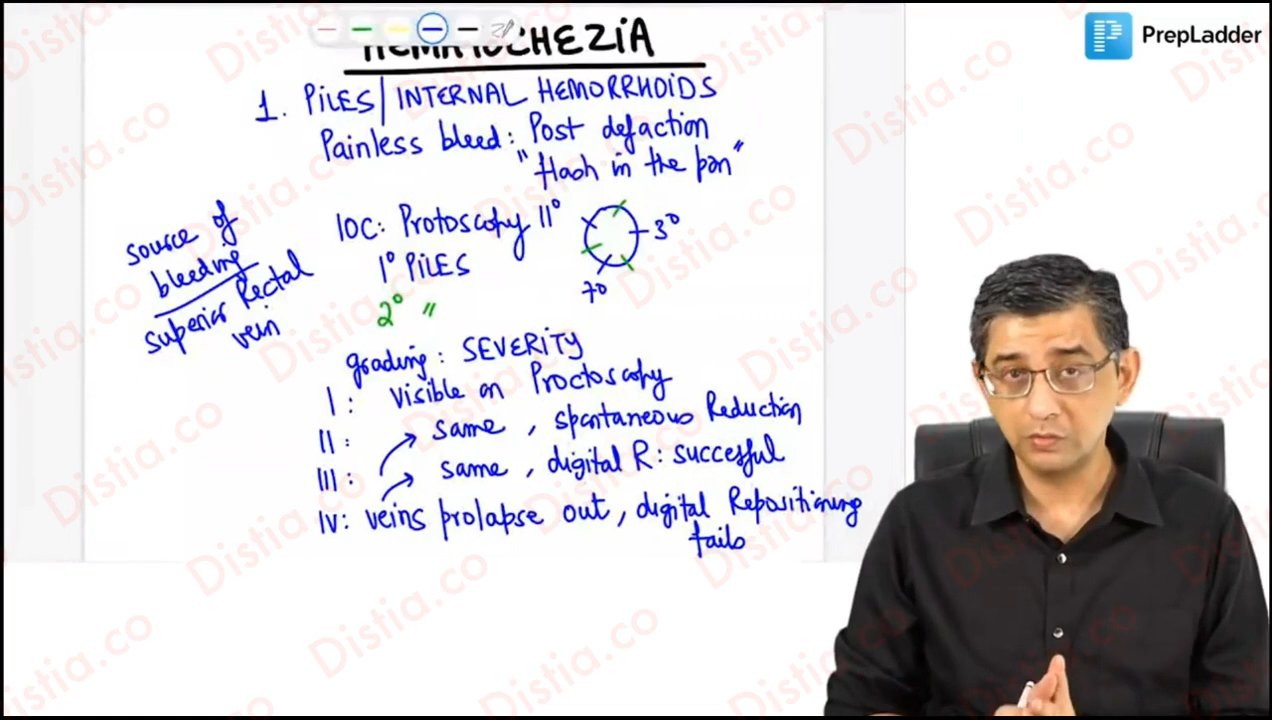 HEMATOCHEZIA
PrepLadder
1. PILES/INTERNAL HEMORRHOIDS
Painless bleed: Post defaction
"flash in the pan"
source of
bleeding
superior Rectal
vein
IOC: Protoscopy 11°
3°
7°
1° PILES
2° "
grading: SEVERITY
I: visible on Proctoscopy
II: same, spontaneous Reduction
III: same, digital R: succesful
IV: veins prolapse out, digital Repositioning
fails
Distia.co